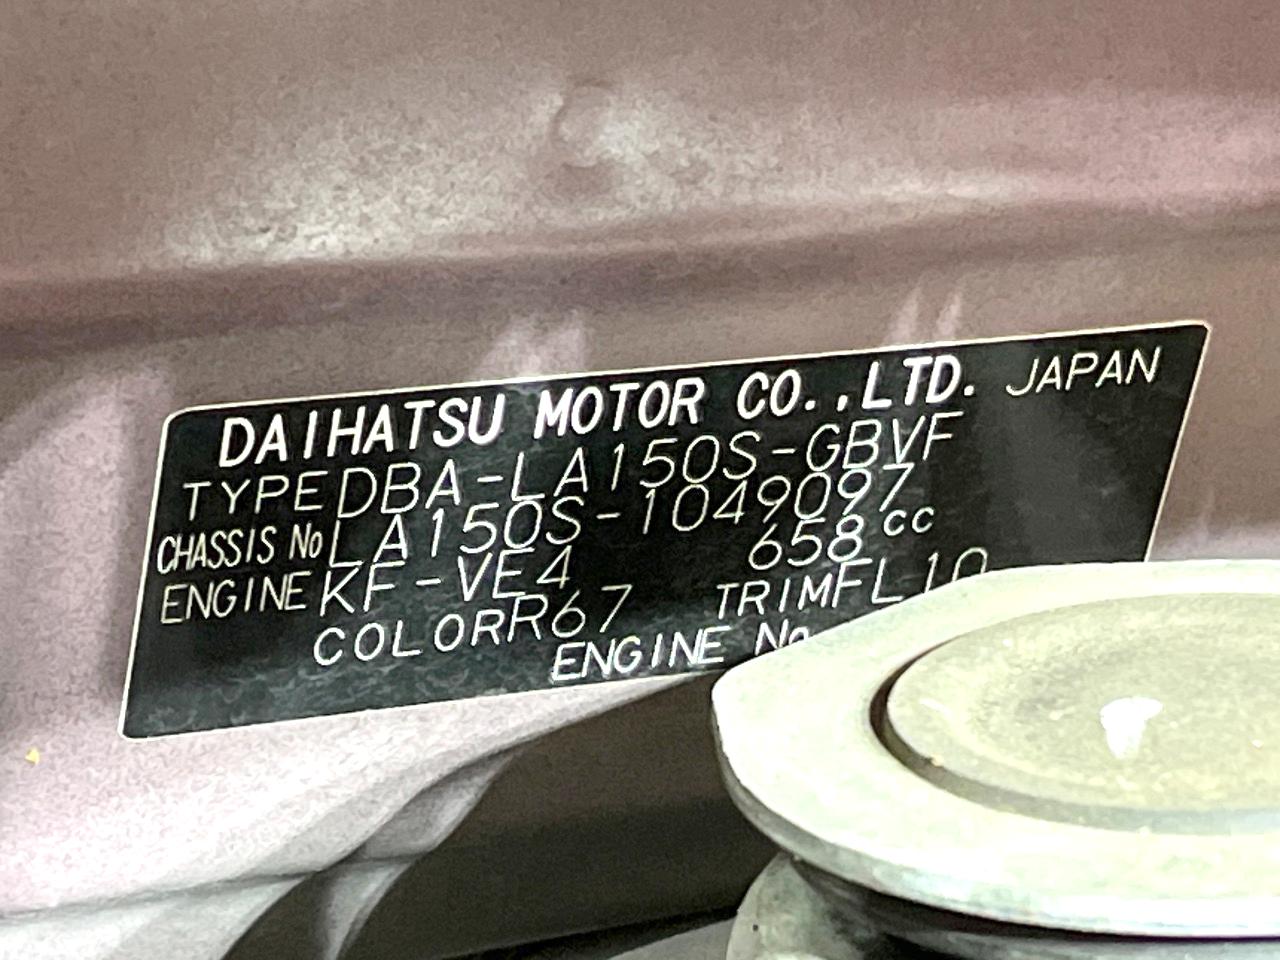 DAIHATSU MOTOR CO.,LTD. JAPAN
TYPE DBA-LA150S-GBVF
CHASSIS No LA150S-1049097
ENGINE KF-VE4 658cc
COLOR R67 TRIM FL10
ENGINE No.